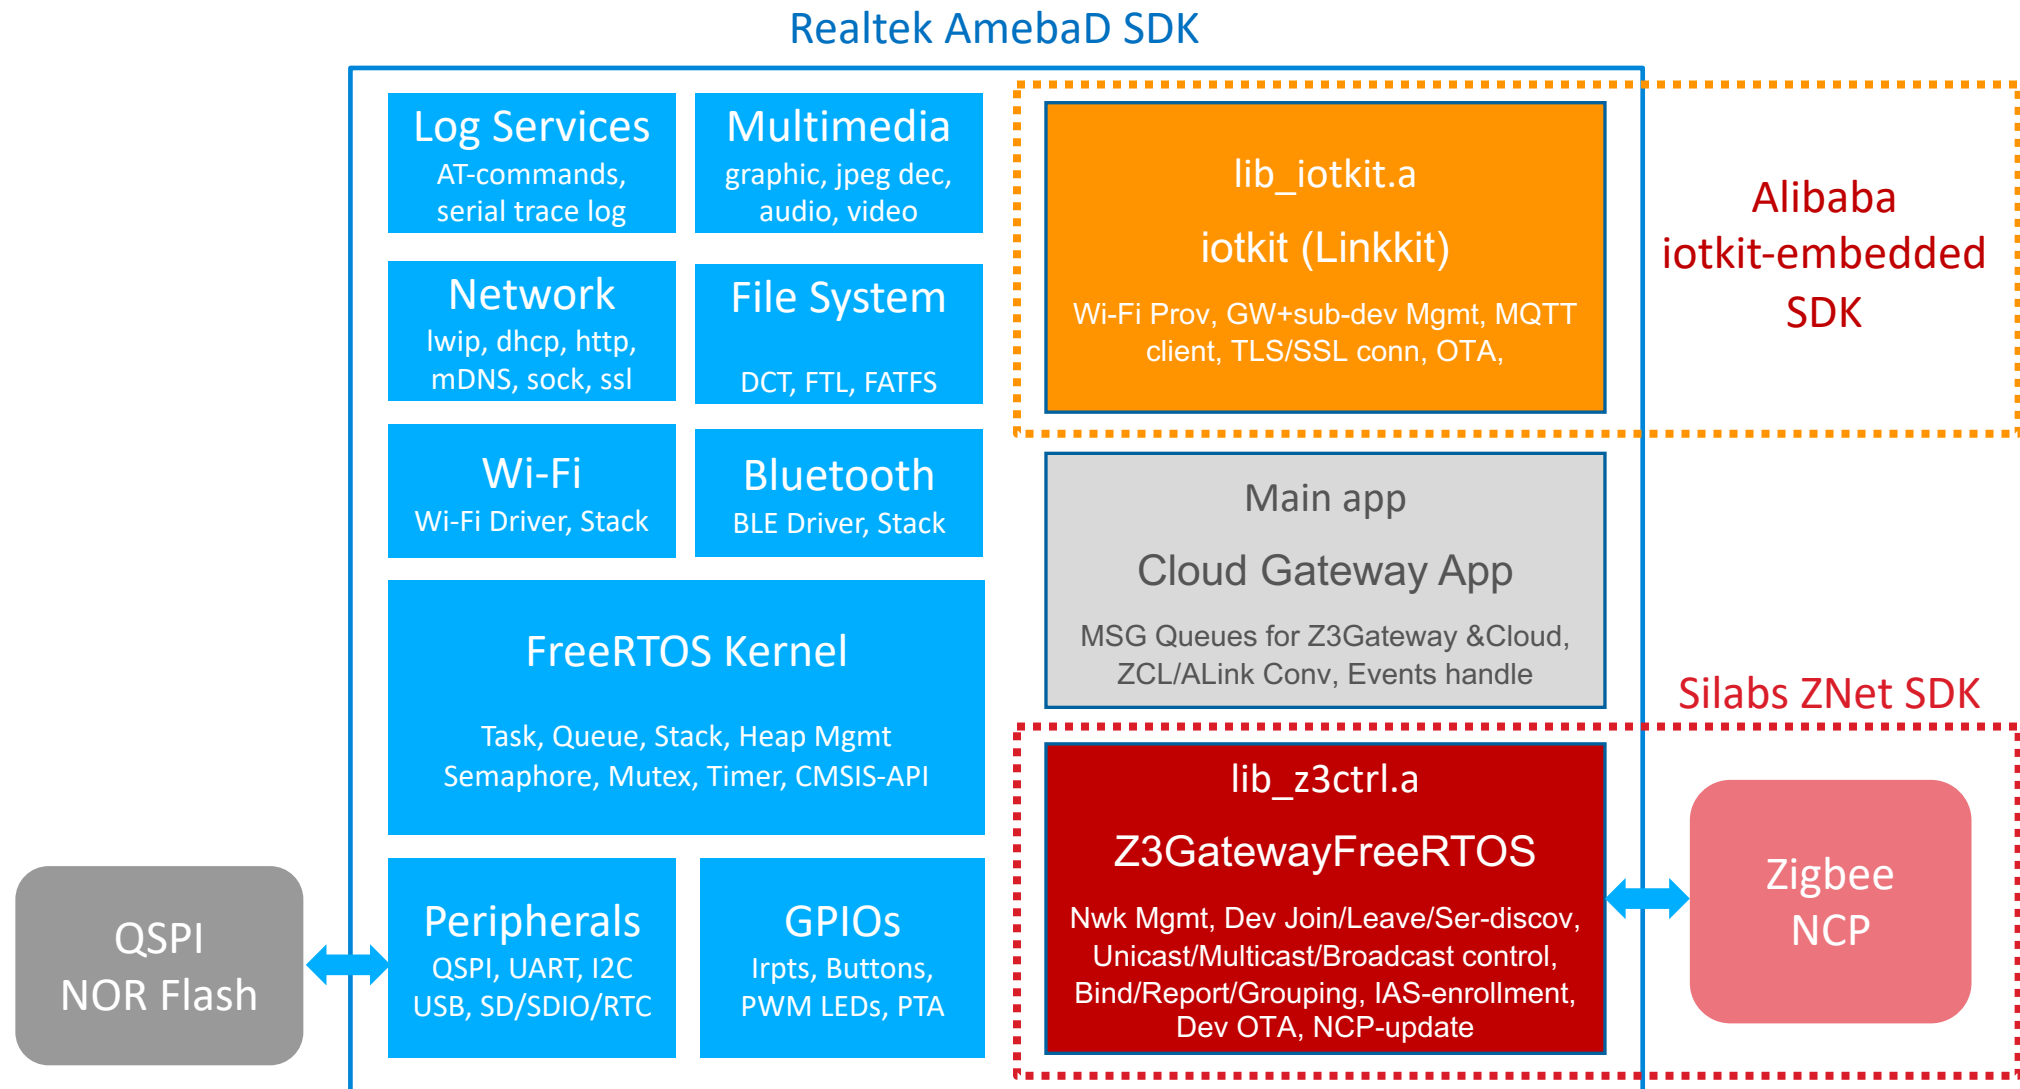 Realtek AmebaD SDK
Log Services
AT-commands,
serial trace log
Multimedia
graphic, jpeg dec,
audio, video
Network
lwip, dhcp, http,
mDNS, sock, ssl
File System
DCT, FTL, FATFS
Wi-Fi
Wi-Fi Driver, Stack
Bluetooth
BLE Driver, Stack
FreeRTOS Kernel
Task, Queue, Stack, Heap Mgmt
Semaphore, Mutex, Timer, CMSIS-API
Peripherals
QSPI, UART, I2C
USB, SD/SDIO/RTC
GPIOs
Irpts, Buttons,
PWM LEDs, PTA
QSPI
NOR Flash
lib_iotkit.a
iotkit (Linkkit)
Wi-Fi Prov, GW+sub-dev Mgmt, MQTT
client, TLS/SSL conn, OTA,
Alibaba
iotkit-embedded
SDK
Main app
Cloud Gateway App
MSG Queues for Z3Gateway &Cloud,
ZCL/ALink Conv, Events handle
Silabs ZNet SDK
lib_z3ctrl.a
Z3GatewayFreeRTOS
Nwk Mgmt, Dev Join/Leave/Ser-discov,
Unicast/Multicast/Broadcast control,
Bind/Report/Grouping, IAS-enrollment,
Dev OTA, NCP-update
Zigbee
NCP